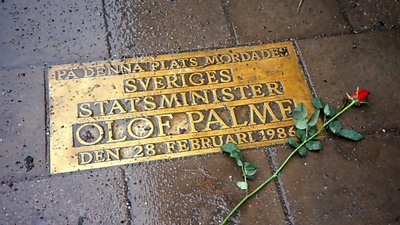 PÅ DENNA PLATS MÖRDADES
SVERIGES
STATSMINISTER
OLOF PALME
DEN 28 FEBRUARI 1986